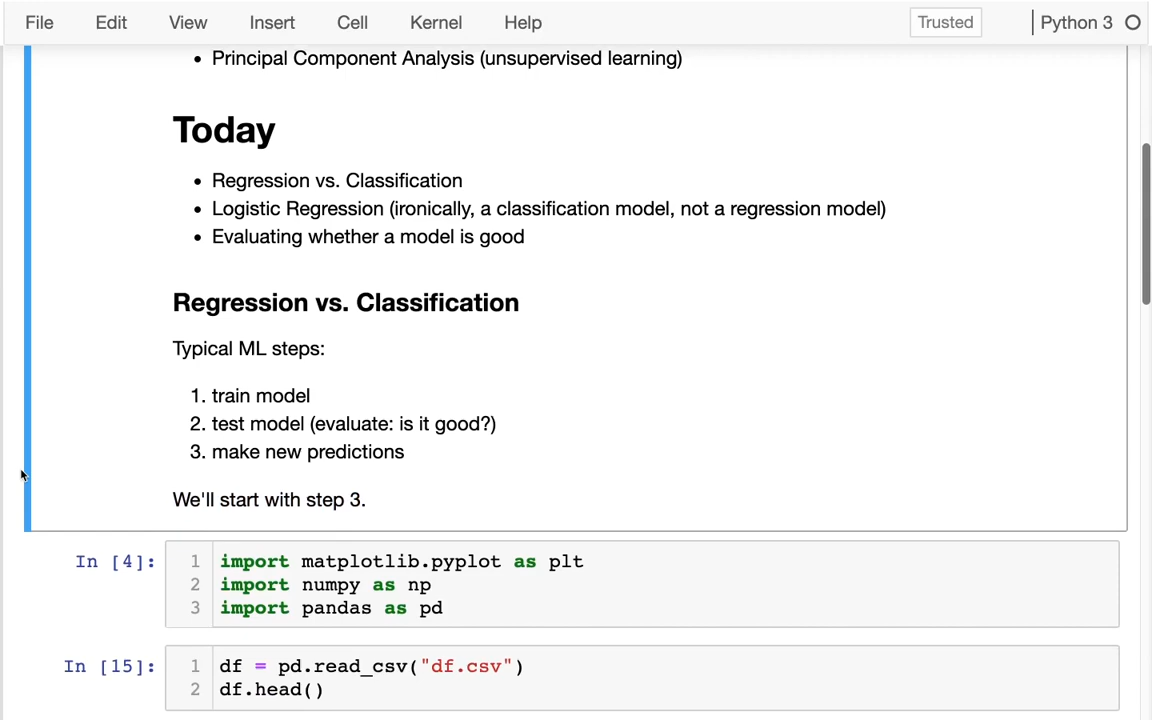 File Edit View Insert Cell Kernel Help Trusted Python 3
• Principal Component Analysis (unsupervised learning)
Today
• Regression vs. Classification
• Logistic Regression (ironically, a classification model, not a regression model)
• Evaluating whether a model is good
Regression vs. Classification
Typical ML steps:
1. train model
2. test model (evaluate: is it good?)
3. make new predictions
We'll start with step 3.
In [4]: 1 import matplotlib.pyplot as plt
2 import numpy as np
3 import pandas as pd
In [15]: 1 df = pd.read_csv("df.csv")
2 df.head()